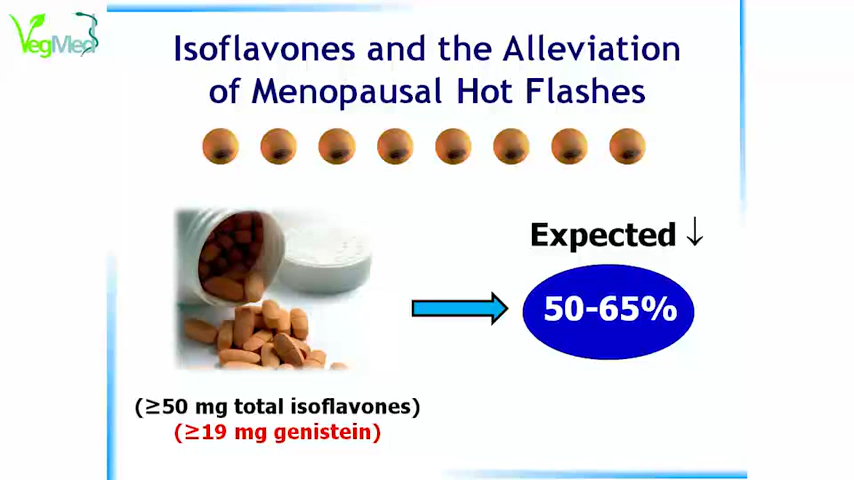 VegMed
Isoflavones and the Alleviation
of Menopausal Hot Flashes
Expected ↓
50-65%
(≥50 mg total isoflavones)
(≥19 mg genistein)